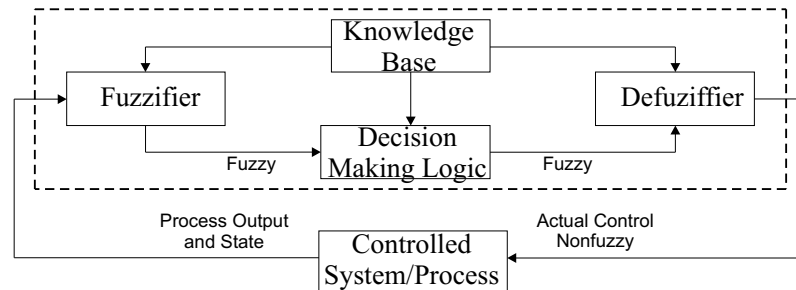 Knowledge
Base
Fuzzifier
Defuziffier
Decision
Making Logic
Fuzzy
Fuzzy
Process Output
and State
Actual Control
Nonfuzzy
Controlled
System/Process